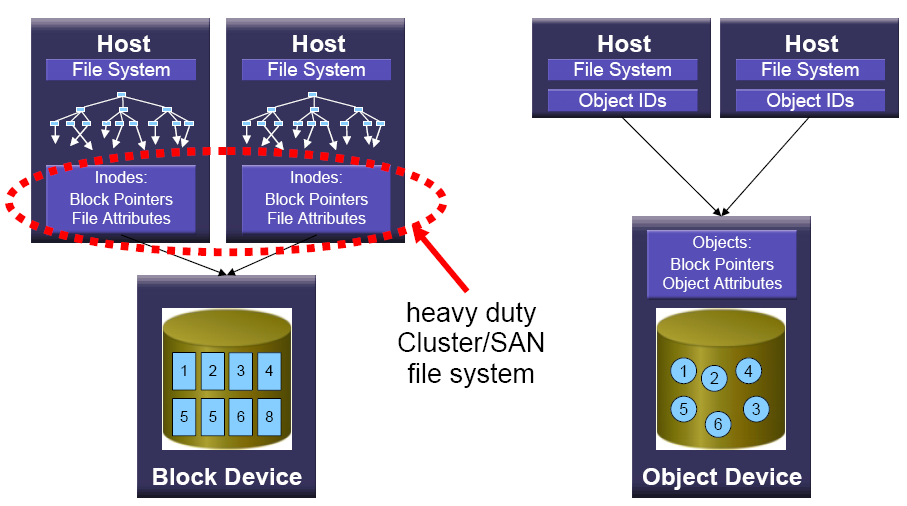 Host
File System
Inodes:
Block Pointers
File Attributes
Host
File System
Inodes:
Block Pointers
File Attributes
heavy duty
Cluster/SAN
file system
1 2 3 4
5 5 6 8
Block Device
Host
File System
Object IDs
Host
File System
Object IDs
Objects:
Block Pointers
Object Attributes
1 2 4
5 6 3
Object Device